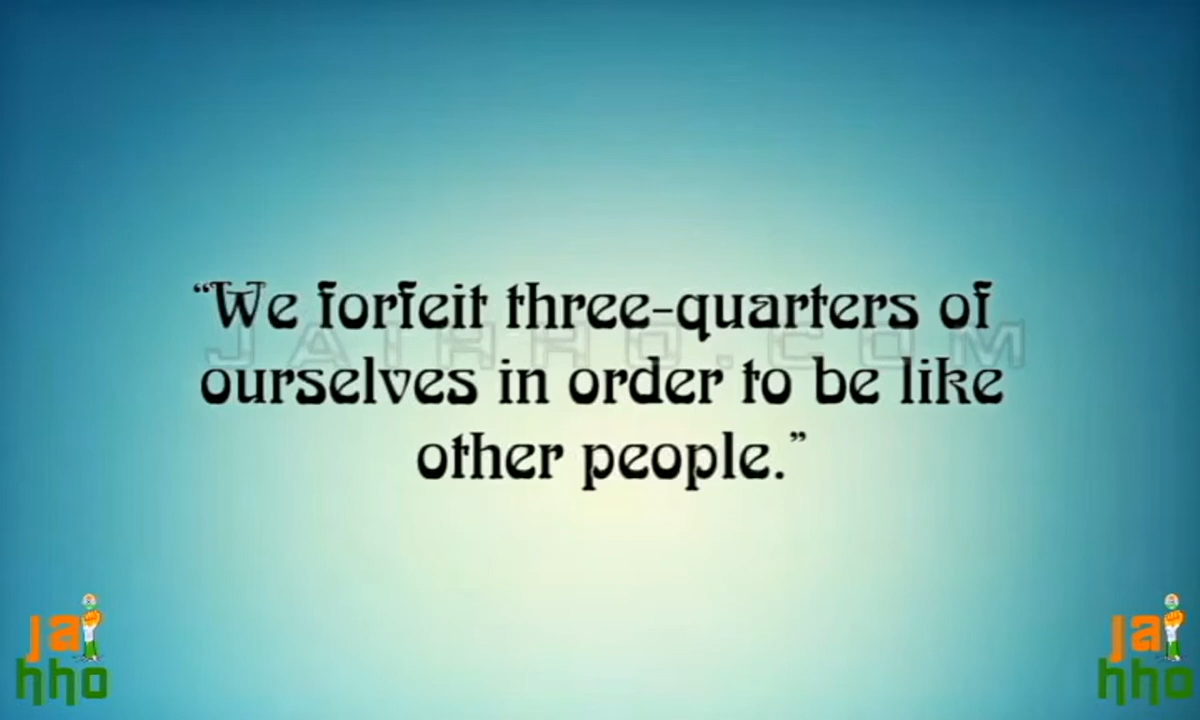 “We forfeit three-quarters of
JAIHHO.COM
ourselves in order to be like
other people.”
jai
hho
jai
hho